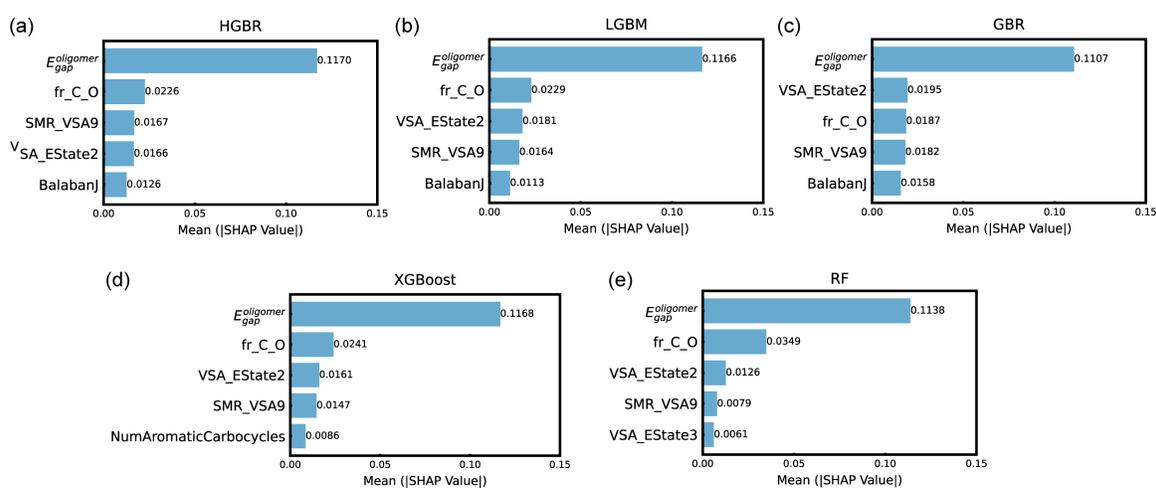 (a)
HGBR
E_gap^oligomer
0.1170
fr_C_O
0.0226
SMR_VSA9
0.0167
VSA_EState2
0.0166
BalabanJ
0.0126
0.00 0.05 0.10 0.15
Mean (|SHAP Value|)
(b)
LGBM
E_gap^oligomer
0.1166
fr_C_O
0.0229
VSA_EState2
0.0181
SMR_VSA9
0.0164
BalabanJ
0.0113
0.00 0.05 0.10 0.15
Mean (|SHAP Value|)
(c)
GBR
E_gap^oligomer
0.1107
VSA_EState2
0.0195
fr_C_O
0.0187
SMR_VSA9
0.0182
BalabanJ
0.0158
0.00 0.05 0.10 0.15
Mean (|SHAP Value|)
(d)
XGBoost
E_gap^oligomer
0.1168
fr_C_O
0.0241
VSA_EState2
0.0161
SMR_VSA9
0.0147
NumAromaticCarbocycles
0.0086
0.00 0.05 0.10 0.15
Mean (|SHAP Value|)
(e)
RF
E_gap^oligomer
0.1138
fr_C_O
0.0349
VSA_EState2
0.0126
SMR_VSA9
0.0079
VSA_EState3
0.0061
0.00 0.05 0.10 0.15
Mean (|SHAP Value|)